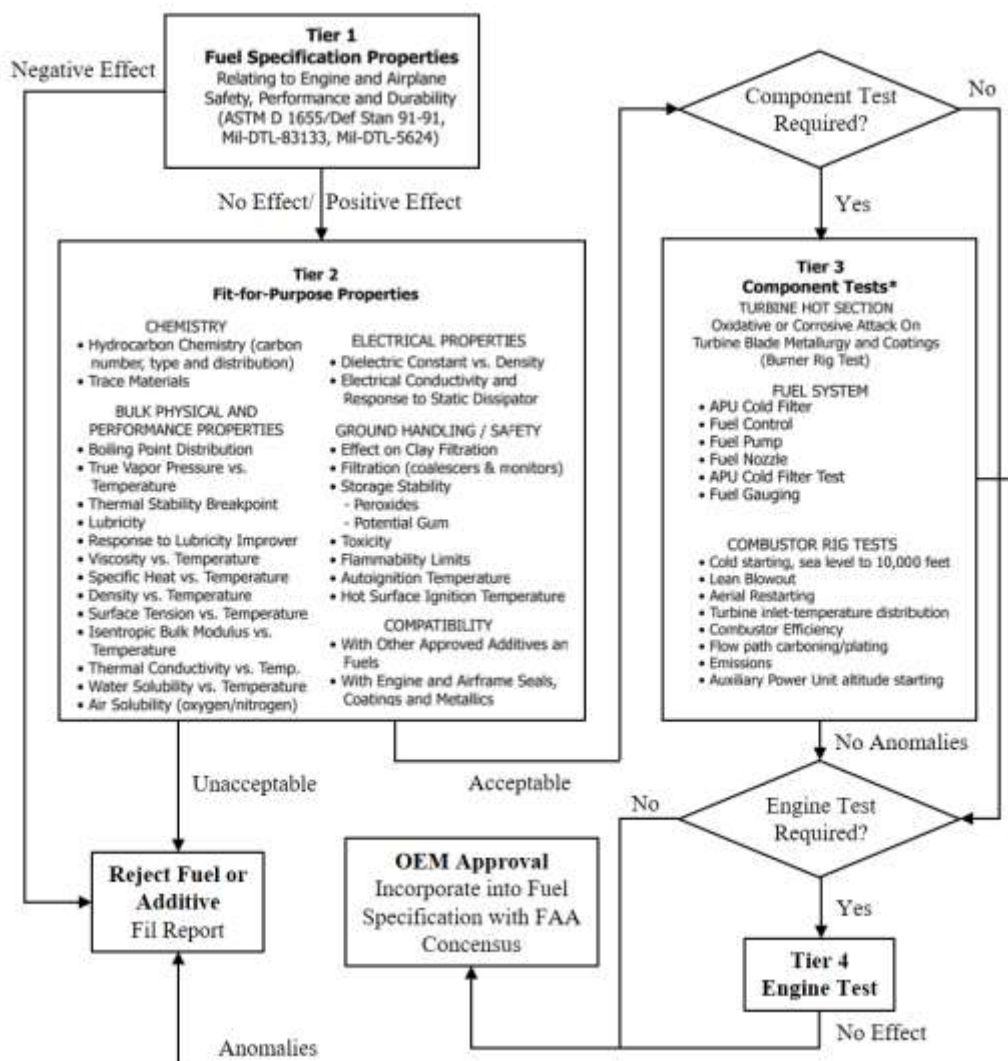 Tier 1
Fuel Specification Properties
Relating to Engine and Airplane
Safety, Performance and Durability
(ASTM D 1655/Def Stan 91-91,
Mil-DTL-83133, Mil-DTL-5624)
Negative Effect
No Effect/ Positive Effect
Tier 2
Fit-for-Purpose Properties
CHEMISTRY
• Hydrocarbon Chemistry (carbon
number, type and distribution)
• Trace Materials
BULK PHYSICAL AND
PERFORMANCE PROPERTIES
• Boiling Point Distribution
• True Vapor Pressure vs.
Temperature
• Thermal Stability Breakpoint
• Lubricity
• Response to Lubricity Improver
• Viscosity vs. Temperature
• Specific Heat vs. Temperature
• Density vs. Temperature
• Surface Tension vs. Temperature
• Isentropic Bulk Modulus vs.
Temperature
• Thermal Conductivity vs. Temp.
• Water Solubility vs. Temperature
• Air Solubility (oxygen/nitrogen)
ELECTRICAL PROPERTIES
• Dielectric Constant vs. Density
• Electrical Conductivity and
Response to Static Dissipator
GROUND HANDLING / SAFETY
• Effect on Clay Filtration
• Filtration (coalescers & monitors)
• Storage Stability
- Peroxides
- Potential Gum
• Toxicity
• Flammability Limits
• Autoignition Temperature
• Hot Surface Ignition Temperature
COMPATIBILITY
• With Other Approved Additives an
Fuels
• With Engine and Airframe Seals,
Coatings and Metallics
Unacceptable
Acceptable
Component Test
Required?
No
Yes
Tier 3
Component Tests*
TURBINE HOT SECTION
Oxidative or Corrosive Attack On
Turbine Blade Metallurgy and Coatings
(Burner Rig Test)
FUEL SYSTEM
• APU Cold Filter
• Fuel Control
• Fuel Pump
• Fuel Nozzle
• APU Cold Filter Test
• Fuel Gauging
COMBUSTOR RIG TESTS
• Cold starting, sea level to 10,000 feet
• Lean Blowout
• Aerial Restarting
• Turbine inlet-temperature distribution
• Combustor Efficiency
• Flow path carboning/plating
• Emissions
• Auxiliary Power Unit altitude starting
No Anomalies
Engine Test
Required?
No
Yes
Tier 4
Engine Test
No Effect
OEM Approval
Incorporate into Fuel
Specification with FAA
Concensus
Reject Fuel or
Additive
Fil Report
Anomalies